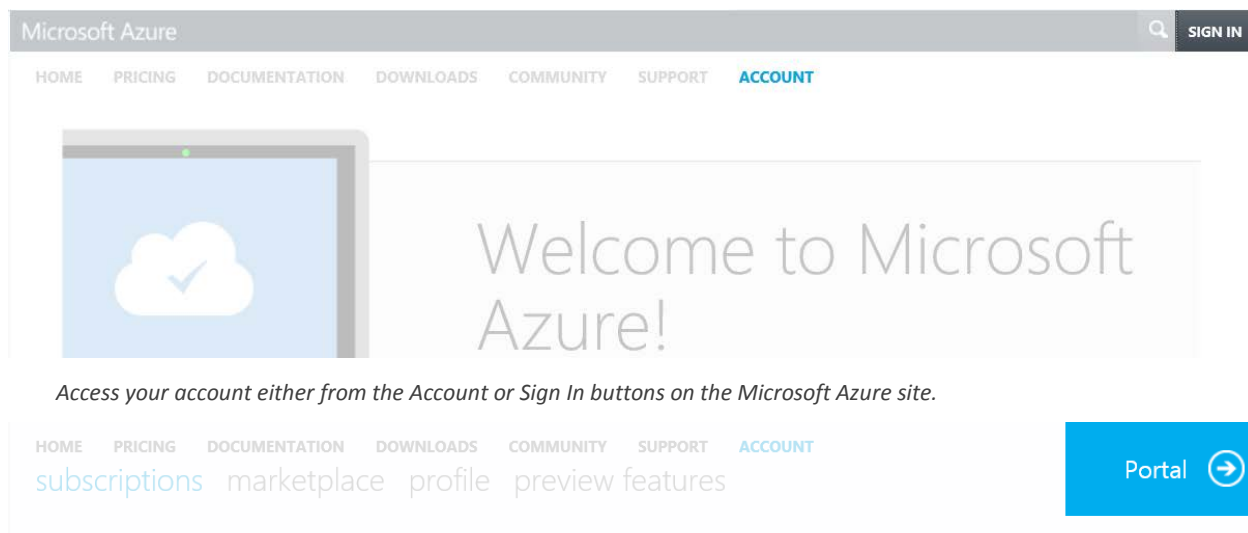 Microsoft Azure SIGN IN
HOME PRICING DOCUMENTATION DOWNLOADS COMMUNITY SUPPORT ACCOUNT
Welcome to Microsoft
Azure!
Access your account either from the Account or Sign In buttons on the Microsoft Azure site.
HOME PRICING DOCUMENTATION DOWNLOADS COMMUNITY SUPPORT ACCOUNT
subscriptions marketplace profile preview features Portal